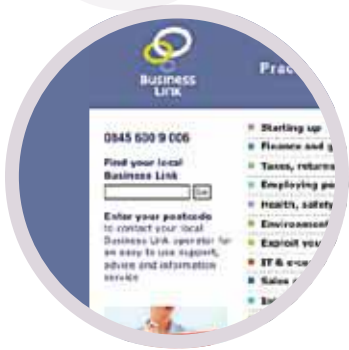 Business
Link
Prac
0845 600 9 006
Find your local
Business Link
Go
Enter your postcode
to contact your local
Business Link operator for
an easy to use support,
advice and information
service
Starting up
Finance and g
Taxes, returns
Employing pe
Health, safety
Environment
Exploit your
IT & e-co
Sales